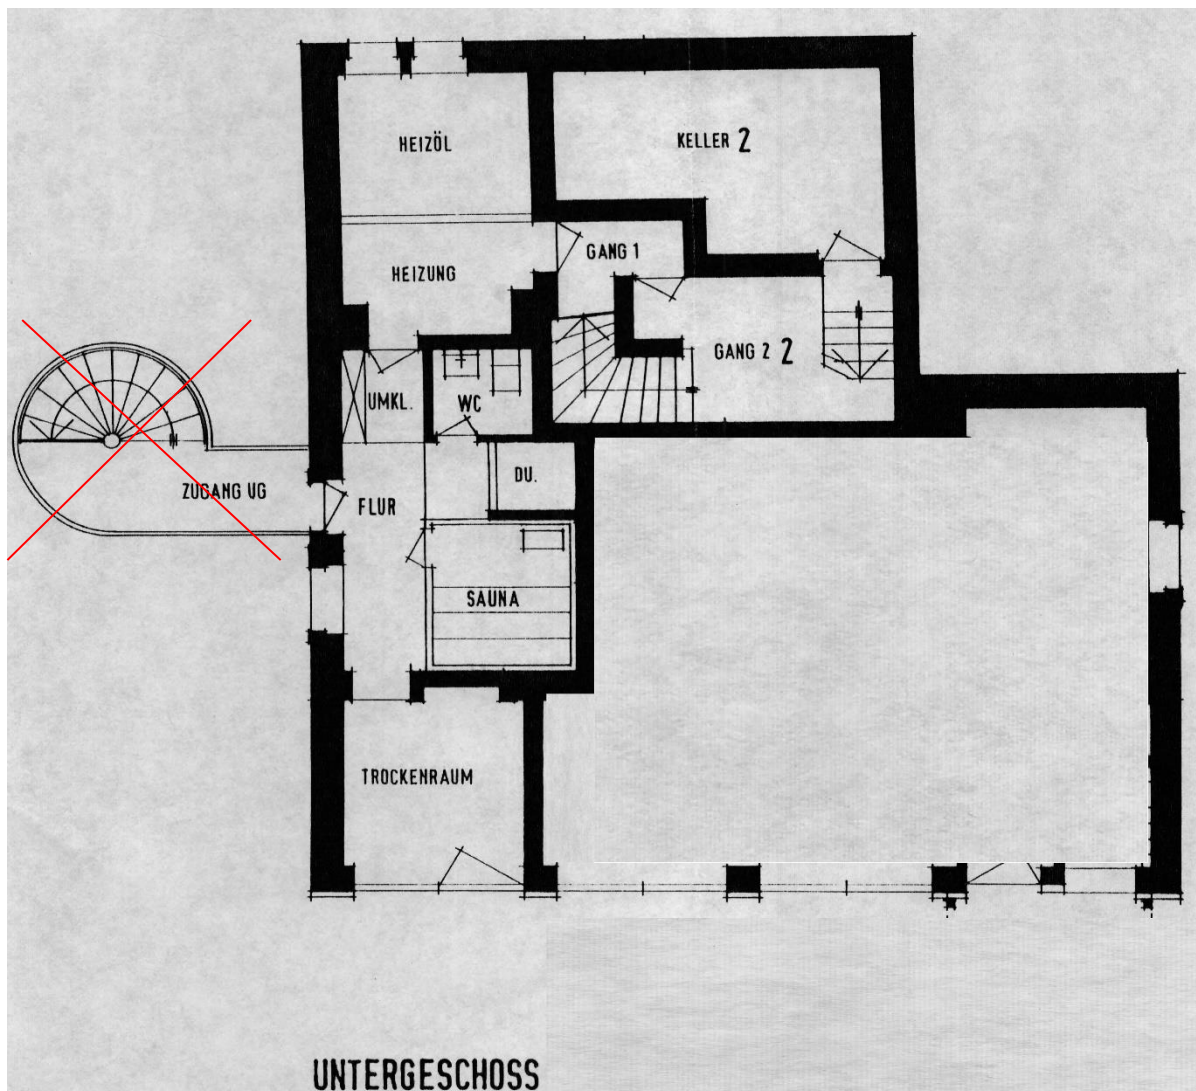 HEIZÖL
KELLER 2
GANG 1
HEIZUNG
GANG 2 2
UMKL.
WC
DU.
ZUGANG UG
FLUR
SAUNA
TROCKENRAUM
UNTERGESCHOSS